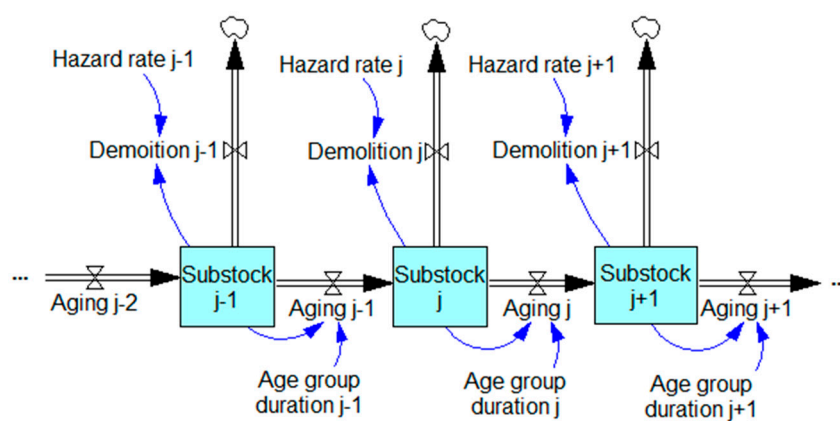 Hazard rate j-1
Hazard rate j
Hazard rate j+1
Demoition j-1
Demolition j
Demolition j+1
...
Substock
j-1
Substock
j
Substock
j+1
...
Aging j-2
Aging j-1
Aging j
Aging j+1
Age group
duration j-1
Age group
duration j
Age group
duration j+1